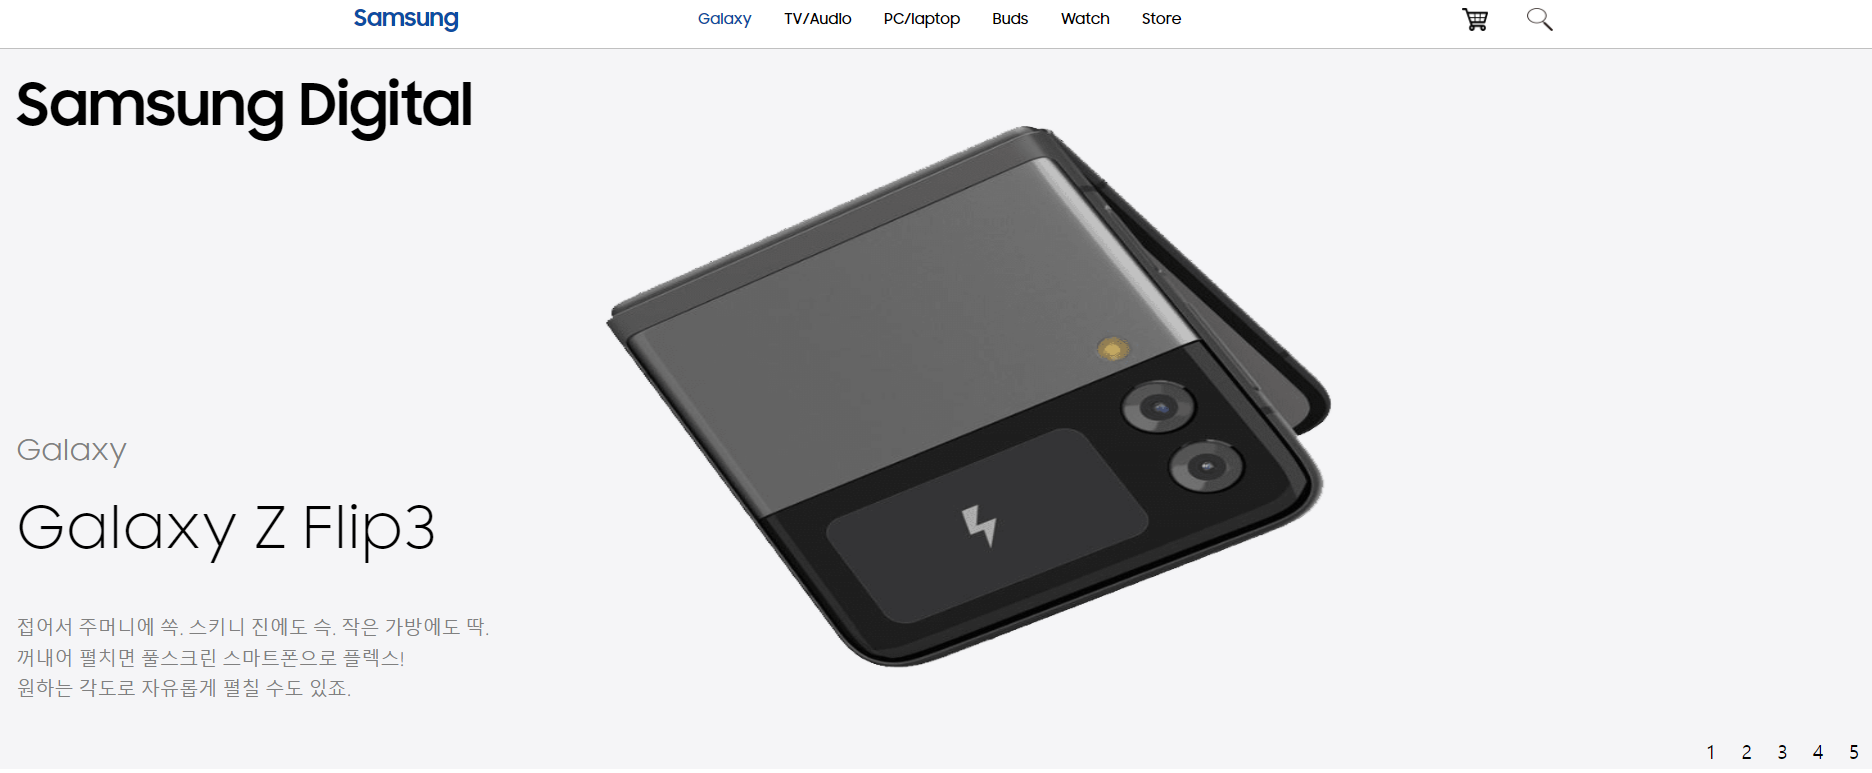 Samsung
Galaxy TV/Audio PC/laptop Buds Watch Store
Samsung Digital
Galaxy
Galaxy Z Flip3
접어서 주머니에 쏙. 스키니 진에도 슥. 작은 가방에도 딱.
꺼내어 펼치면 풀스크린 스마트폰으로 플렉스!
원하는 각도로 자유롭게 펼칠 수도 있죠.
1 2 3 4 5